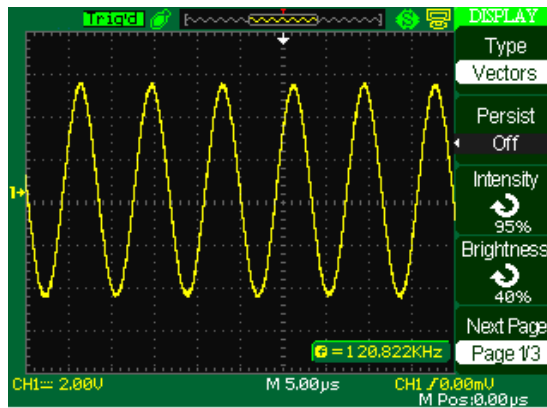 Trig'd
DISPLAY
Type
Vectors
Persist
Off
Intensity
95%
Brightness
40%
Next Page
Page 1/3
1
f = 120.822KHz
CH1 2.00V
M 5.00µs
CH1 0.00mV
M Pos:0.00µs